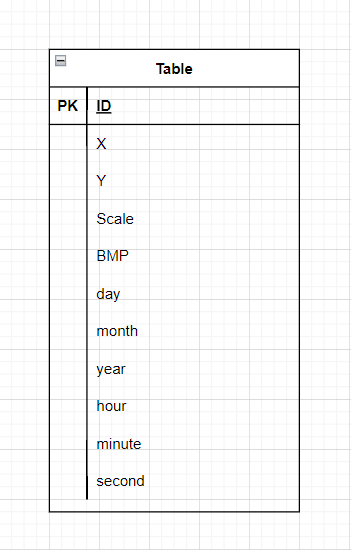 Table
PK ID
X
Y
Scale
BMP
day
month
year
hour
minute
second